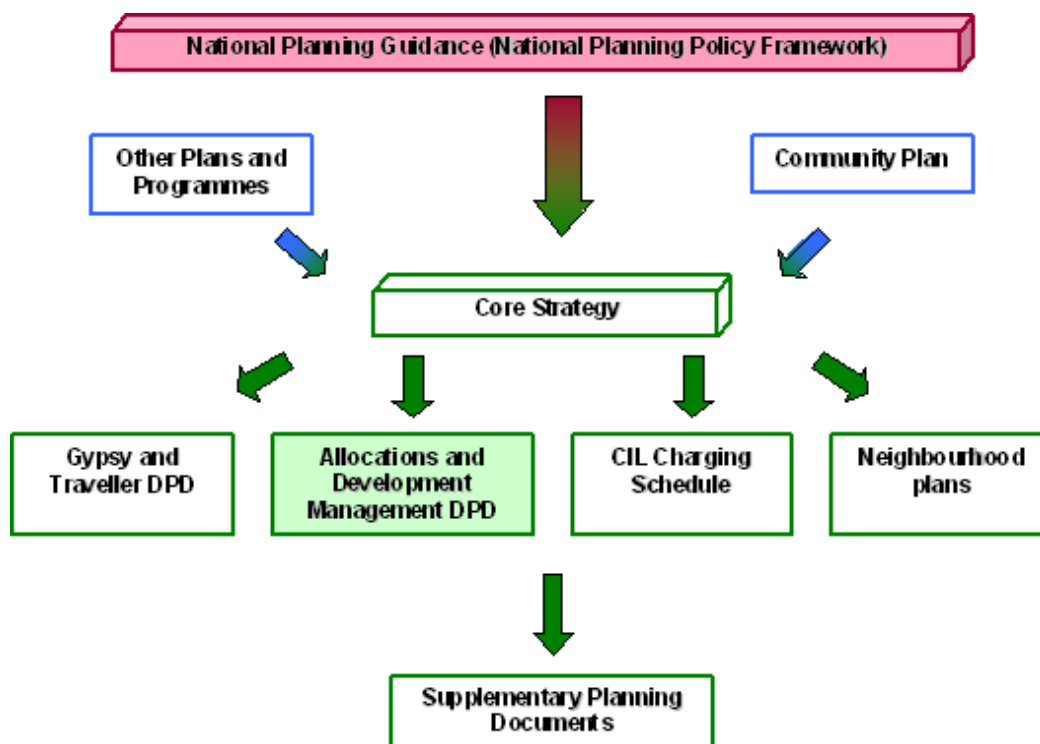 National Planning Guidance (National Planning Policy Framework)
Other Plans and
Programmes
Community Plan
Core Strategy
Gypsy and
Traveller DPD
Allocations and
Development
Management DPD
CIL Charging
Schedule
Neighbourhood
plans
Supplementary Planning
Documents